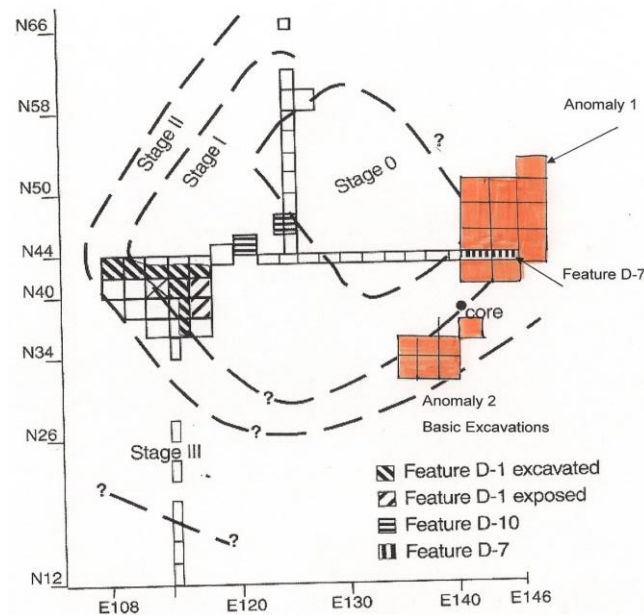 N66
N58
N50
N44
N40
N34
N26
N12
Stage II
Stage I
Stage 0
?
Anomaly 1
Feature D-7
core
Anomaly 2
Basic Excavations
?
?
Stage III
?
?
Feature D-1 excavated
Feature D-1 exposed
Feature D-10
Feature D-7
E108
E120
E130
E140
E146